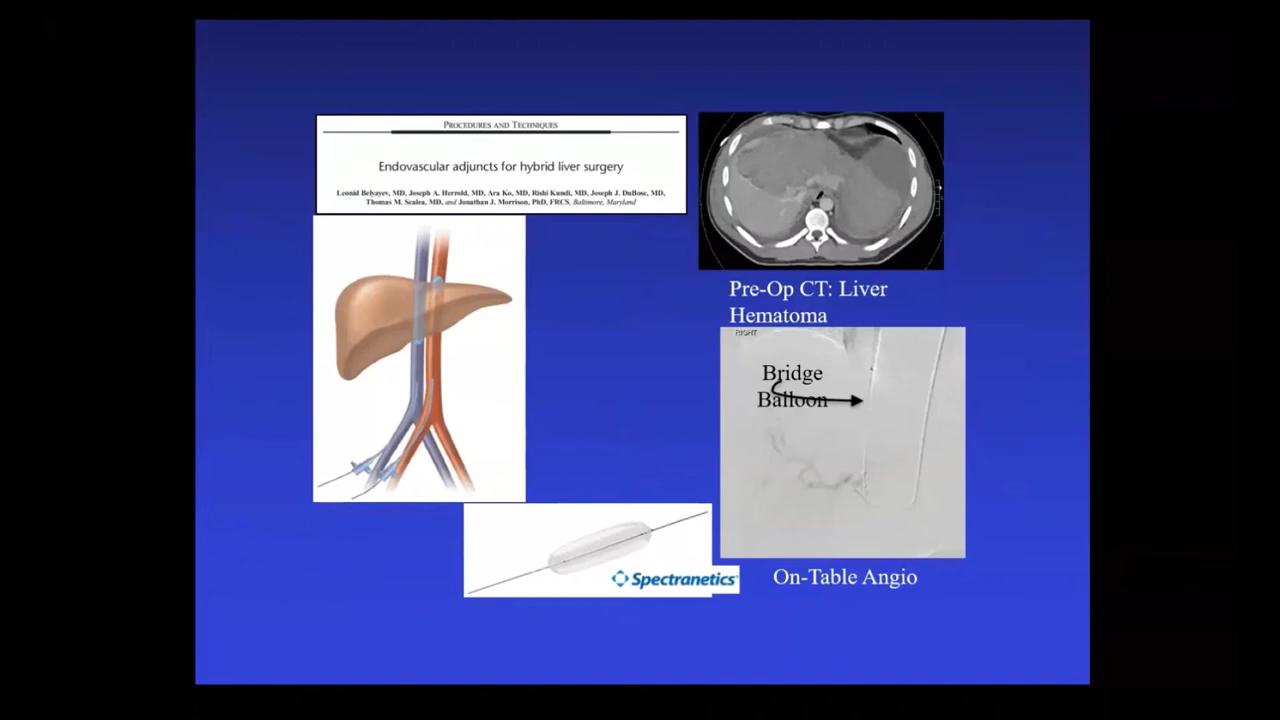 PROCEDURES AND TECHNIQUES
Endovascular adjuncts for hybrid liver surgery
Leonid Belyayev, MD, Joseph A. Herrold, MD, Ara Ko, MD, Rishi Kundi, MD, Joseph J. DuBose, MD,
Thomas M. Scalea, MD, and Jonathan J. Morrison, PhD, FRCS, Baltimore, Maryland
Pre-Op CT: Liver
Hematoma
RIGHT
Bridge
Balloon
Spectranetics
On-Table Angio